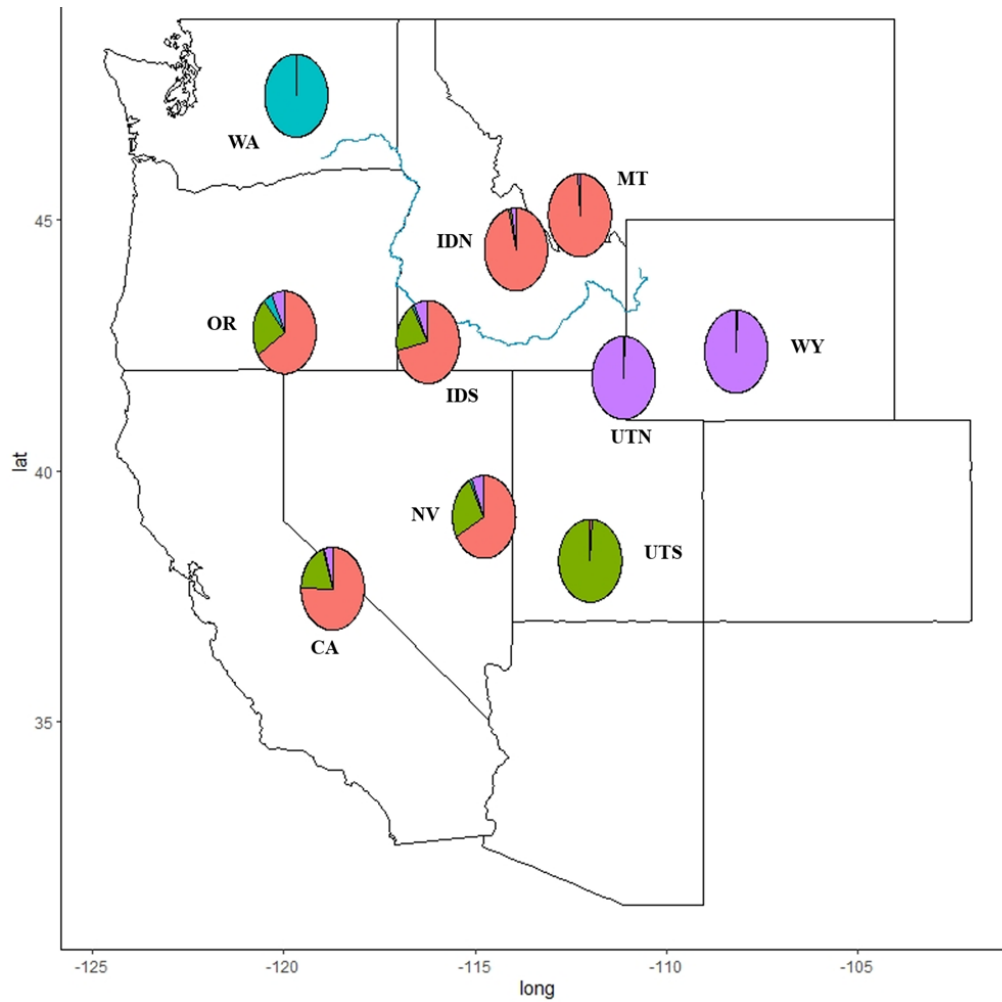 WA
MT
IDN
45
OR
WY
IDS
UTN
40
lat
NV
UTS
CA
35
-125
-120
-115
-110
-105
long